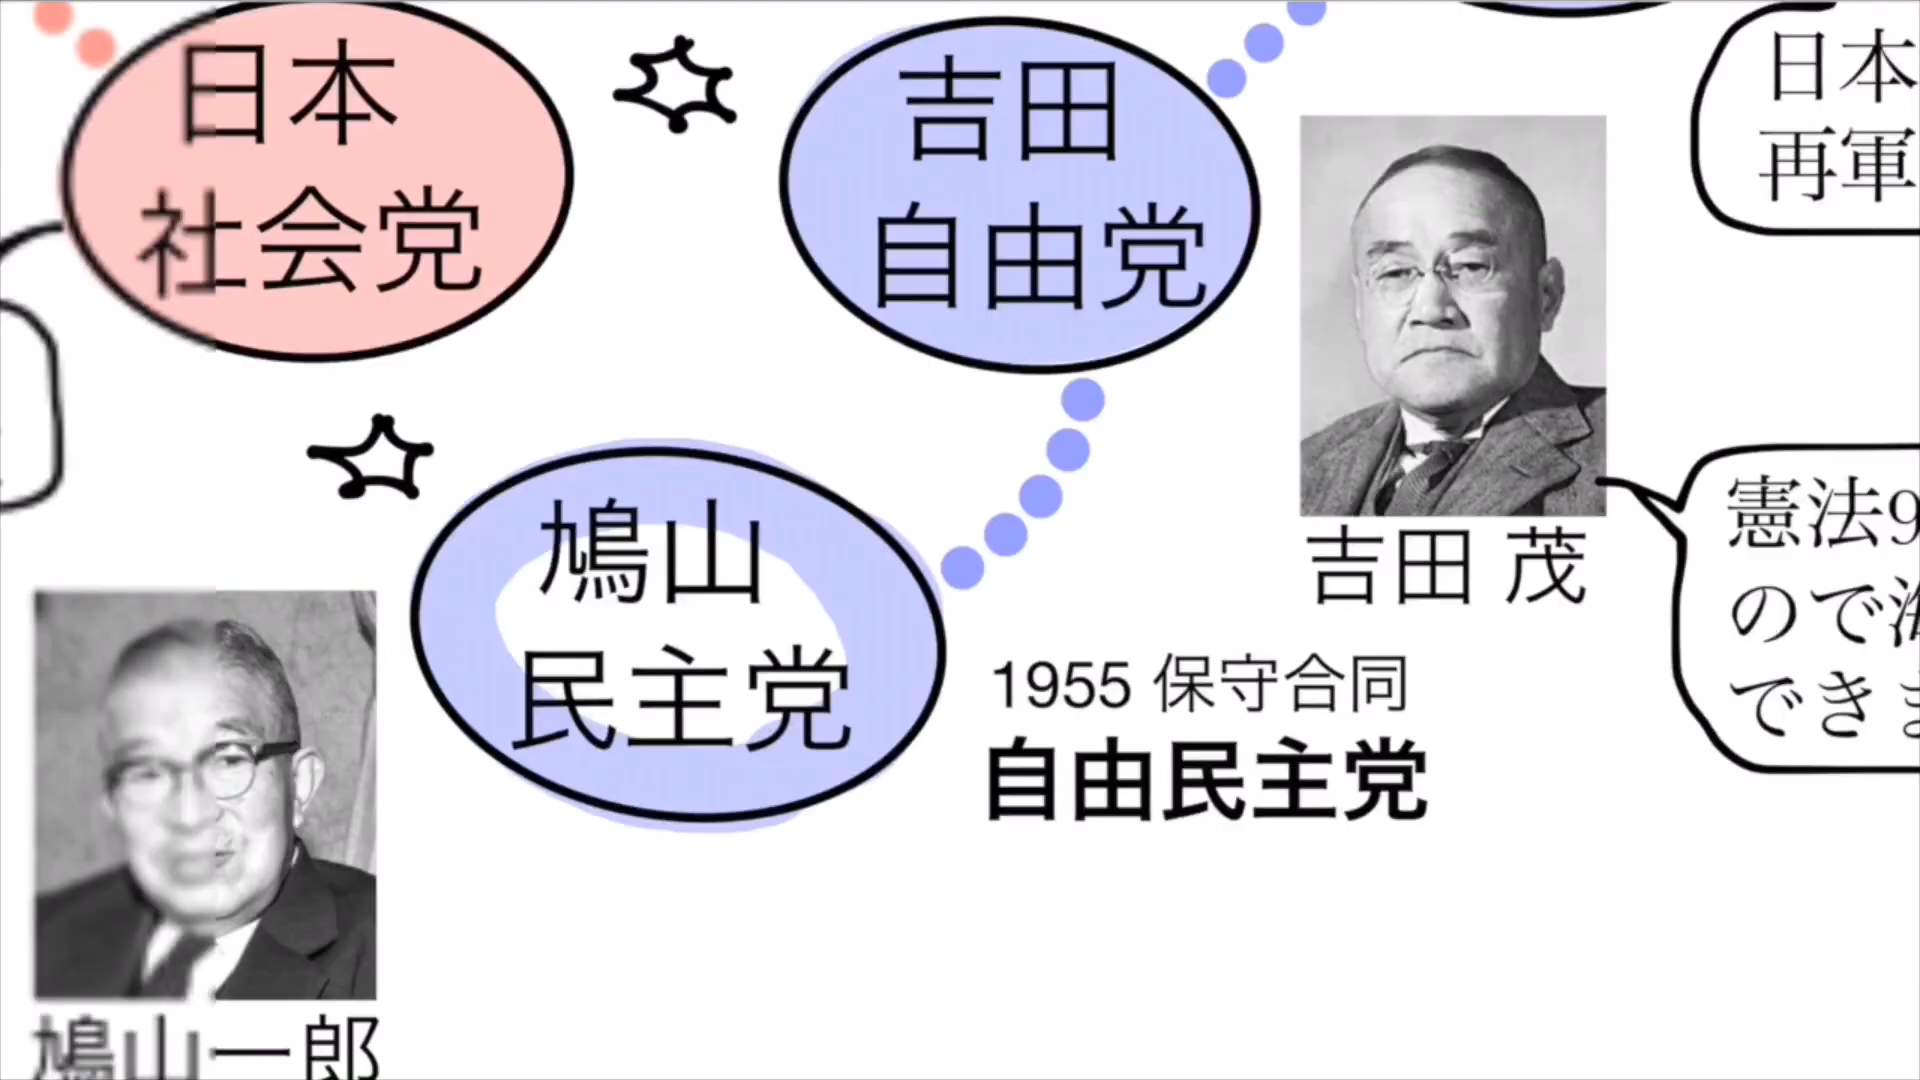 日本
社会党
吉田
自由党
日本
再軍
吉田 茂
憲法9
ので
できま
鳩山
民主党
1955 保守合同
自由民主党
鳩山一郎